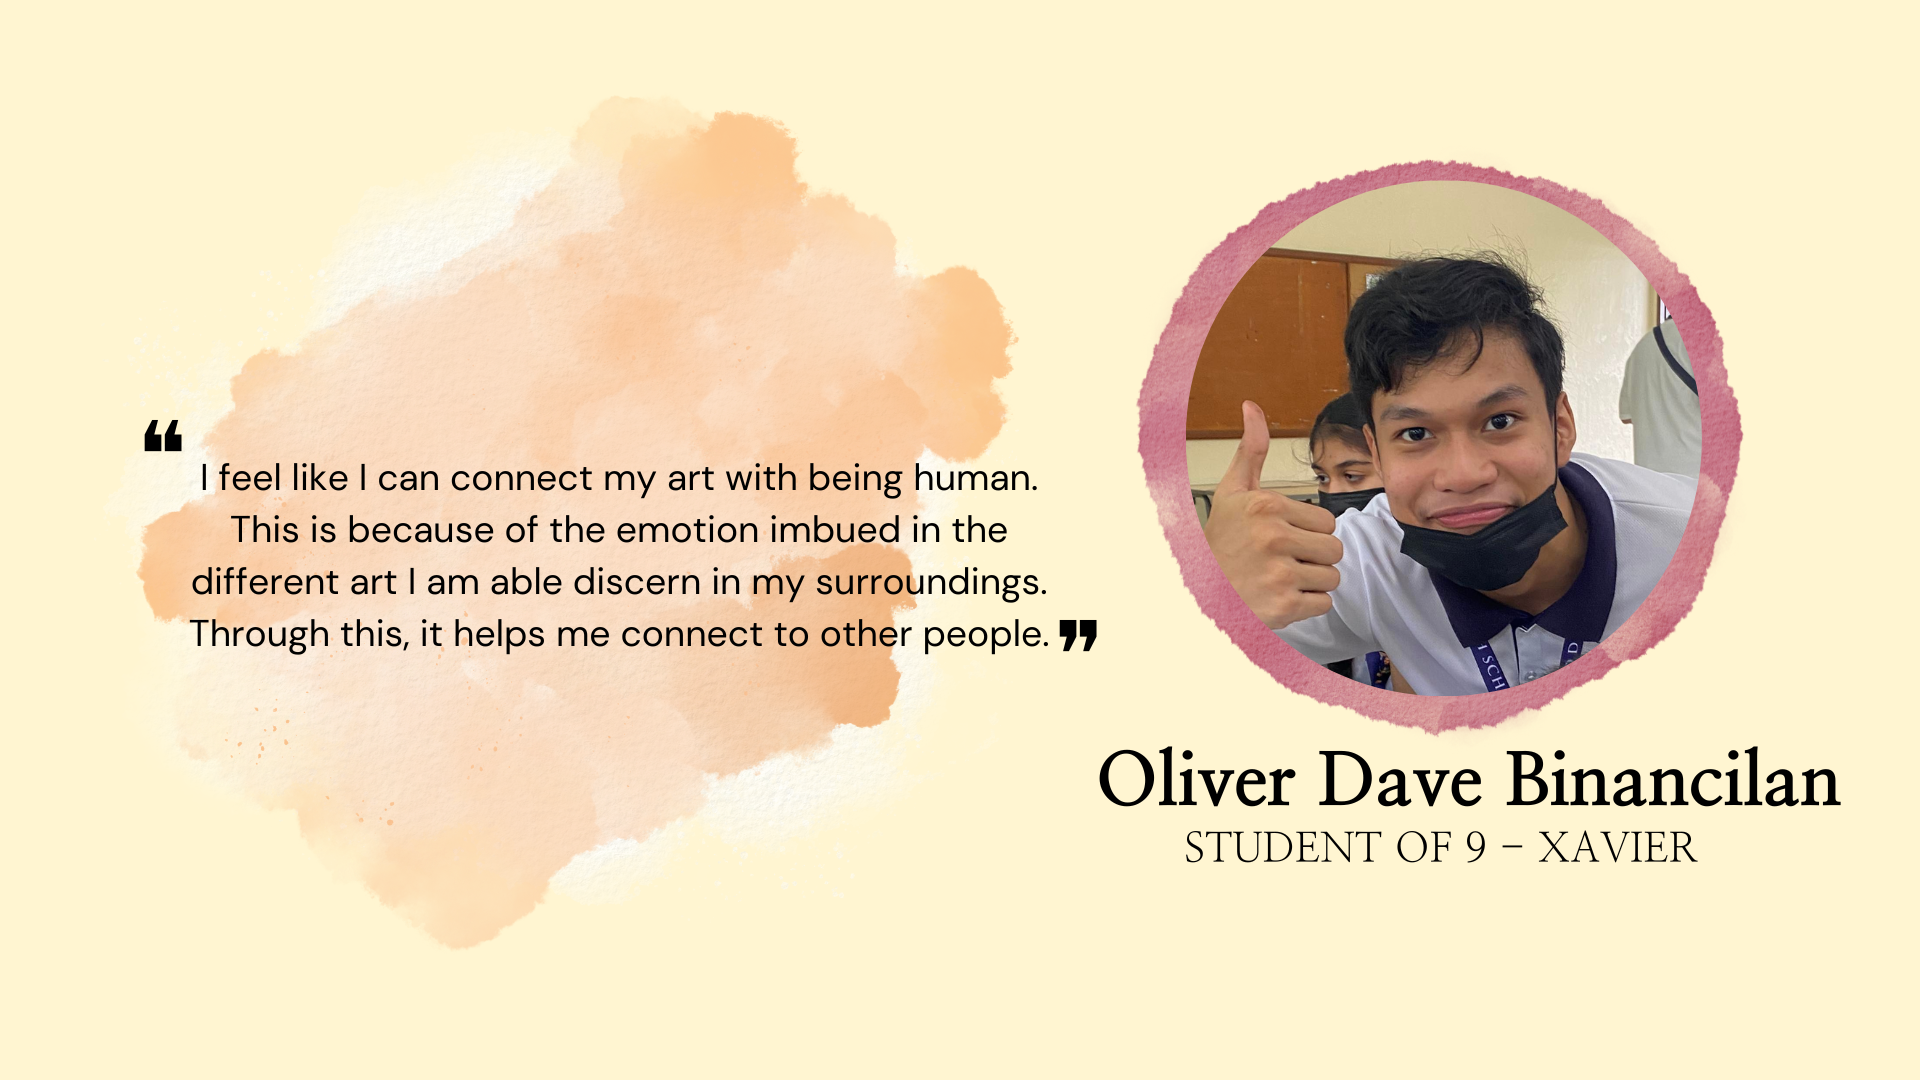 ❝
I feel like I can connect my art with being human.
This is because of the emotion imbued in the
different art I am able discern in my surroundings.
Through this, it helps me connect to other people. ❞
I SCH
D
Oliver Dave Binancilan
STUDENT OF 9 – XAVIER